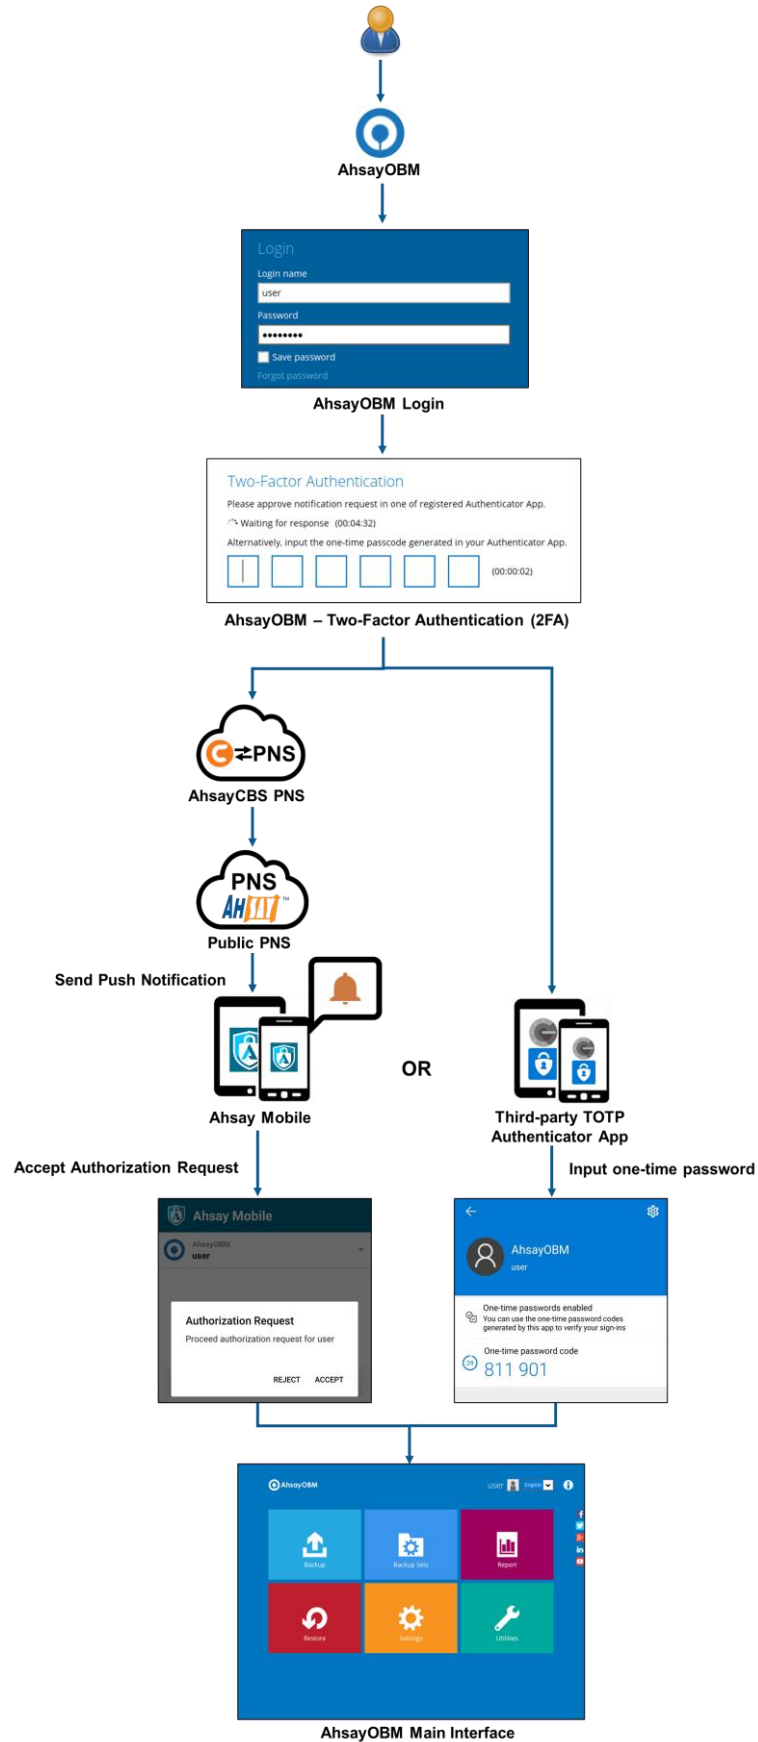 AhsayOBM
Login
Login name
user
Password
Save password
Forgot password
AhsayOBM Login
Two-Factor Authentication
Please approve notification request in one of registered Authenticator App.
Waiting for response (00:04:32)
Alternatively, input the one-time passcode generated in your Authenticator App.
(00:00:02)
AhsayOBM – Two-Factor Authentication (2FA)
C PNS
AhsayCBS PNS
PNS
AHSAY™
Public PNS
Send Push Notification
OR
Ahsay Mobile
Third-party TOTP
Authenticator App
Accept Authorization Request
Input one-time password
Ahsay Mobile
AhsayOBM
user
Authorization Request
Proceed authorization request for user
REJECT ACCEPT
AhsayOBM
user
One-time passwords enabled
You can use the one-time password codes
generated by this app to verify your sign-ins
One-time password code
29
811 901
AhsayOBM
user English
Backup
Backup Sets
Report
Restore
Settings
Utilities
AhsayOBM Main Interface